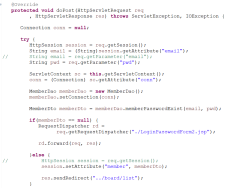 @Override
protected void doPost(HttpServletRequest req
, HttpServletResponse res) throws ServletException, IOException {
Connection conn = null;
try {
HttpSession session = req.getSession();
String email = (String)session.getAttribute("email");
// String email = req.getParameter("email");
String pwd = req.getParameter("pwd");
ServletContext sc = this.getServletContext();
conn = (Connection) sc.getAttribute("conn");
MemberDao memberDao = new MemberDao();
memberDao.setConnection(conn);
MemberDto memberDto = memberDao.memberPasswordExist(email, pwd);
if(memberDto == null) {
RequestDispatcher rd =
req.getRequestDispatcher("./LoginPasswordForm2.jsp");
rd.forward(req, res);
}else {
// HttpSession session = req.getSession();
session.setAttribute("member", memberDto);
res.sendRedirect("../board/list");
}